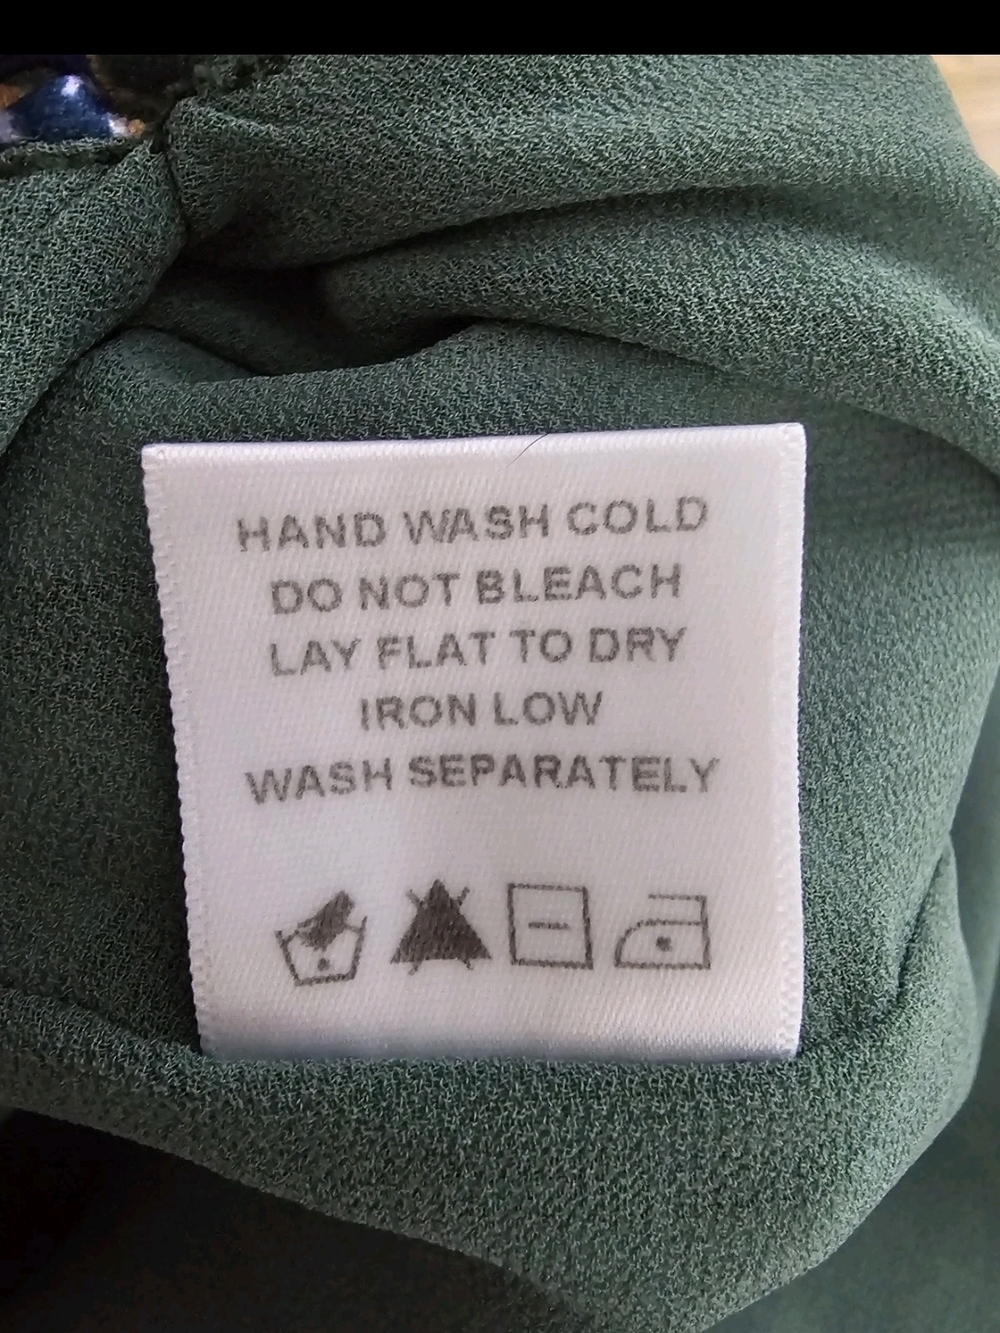 HAND WASH COLD
DO NOT BLEACH
LAY FLAT TO DRY
IRON LOW
WASH SEPARATELY